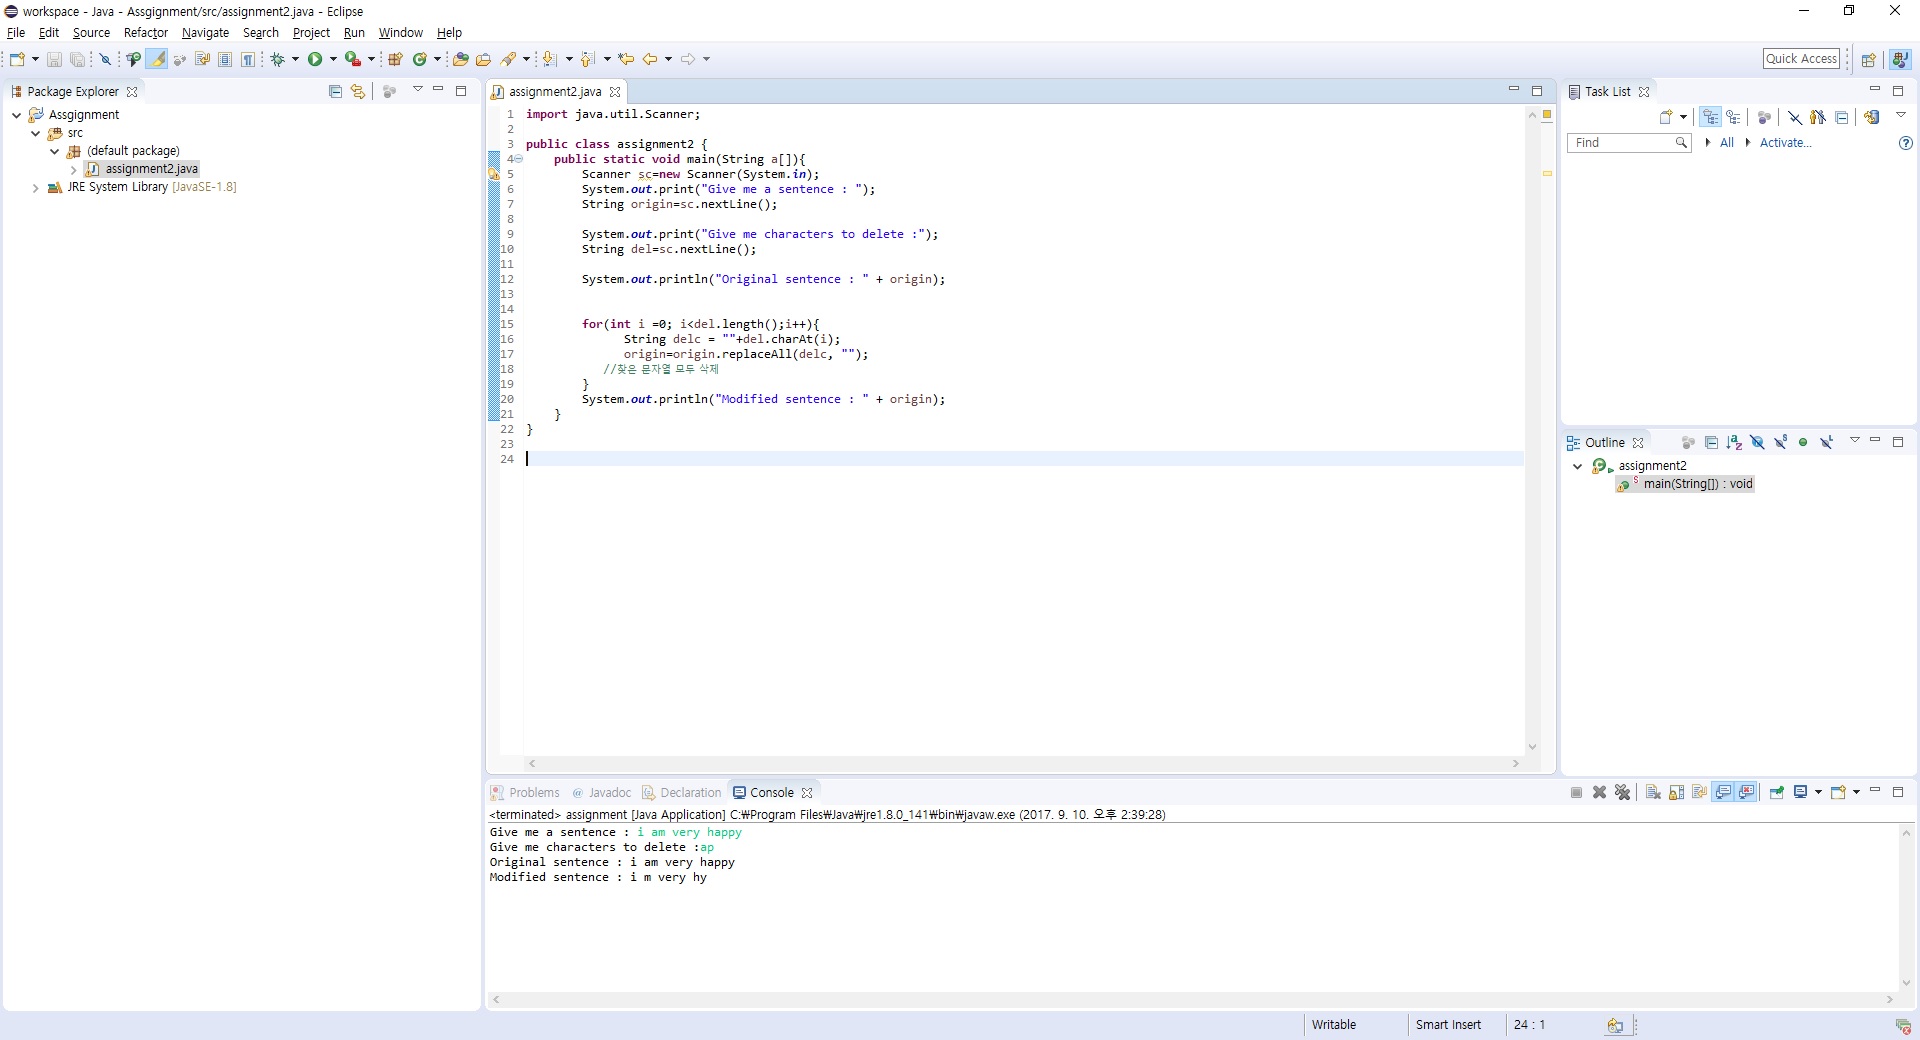 workspace - Java - Assgignment/src/assignment2.java - Eclipse
File Edit Source Refactor Navigate Search Project Run Window Help
Quick Access
Package Explorer
Assgignment
src
(default package)
assignment2.java
JRE System Library [JavaSE-1.8]
assignment2.java
1 import java.util.Scanner;
2
3 public class assignment2 {
4 public static void main(String a[]){
5 Scanner sc=new Scanner(System.in);
6 System.out.print("Give me a sentence : ");
7 String origin=sc.nextLine();
8
9 System.out.print("Give me characters to delete :");
10 String del=sc.nextLine();
11
12 System.out.println("Original sentence : " + origin);
13
14
15 for(int i =0; i<del.length();i++){
16 String delc = ""+del.charAt(i);
17 origin=origin.replaceAll(delc, "");
18 //찾은 문자열 모두 삭제
19 }
20 System.out.println("Modified sentence : " + origin);
21 }
22 }
23
24
Task List
Find
All
Activate...
Outline
assignment2
main(String[]) : void
Problems @ Javadoc Declaration Console
<terminated> assignment [Java Application] C:₩Program Files₩Java₩jre1.8.0_141₩bin₩javaw.exe (2017. 9. 10. 오후 2:39:28)
Give me a sentence : i am very happy
Give me characters to delete :ap
Original sentence : i am very happy
Modified sentence : i m very hy
Writable Smart Insert 24 : 1